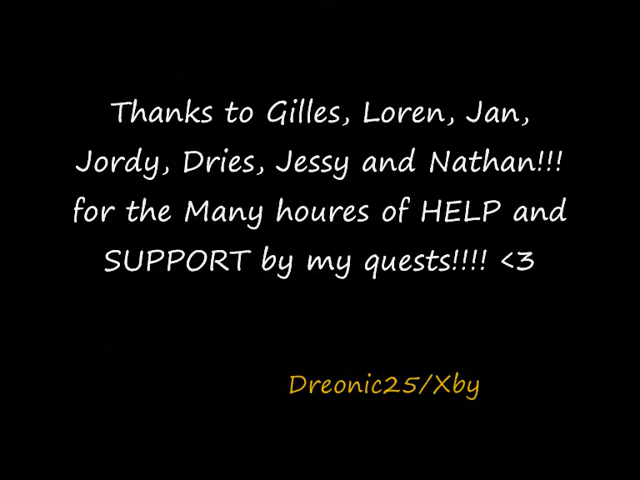 Thanks to Gilles, Loren, Jan,
Jordy, Dries, Jessy and Nathan!!!
for the Many houres of HELP and
SUPPORT by my quests!!!! <3
Dreonic25/Xby